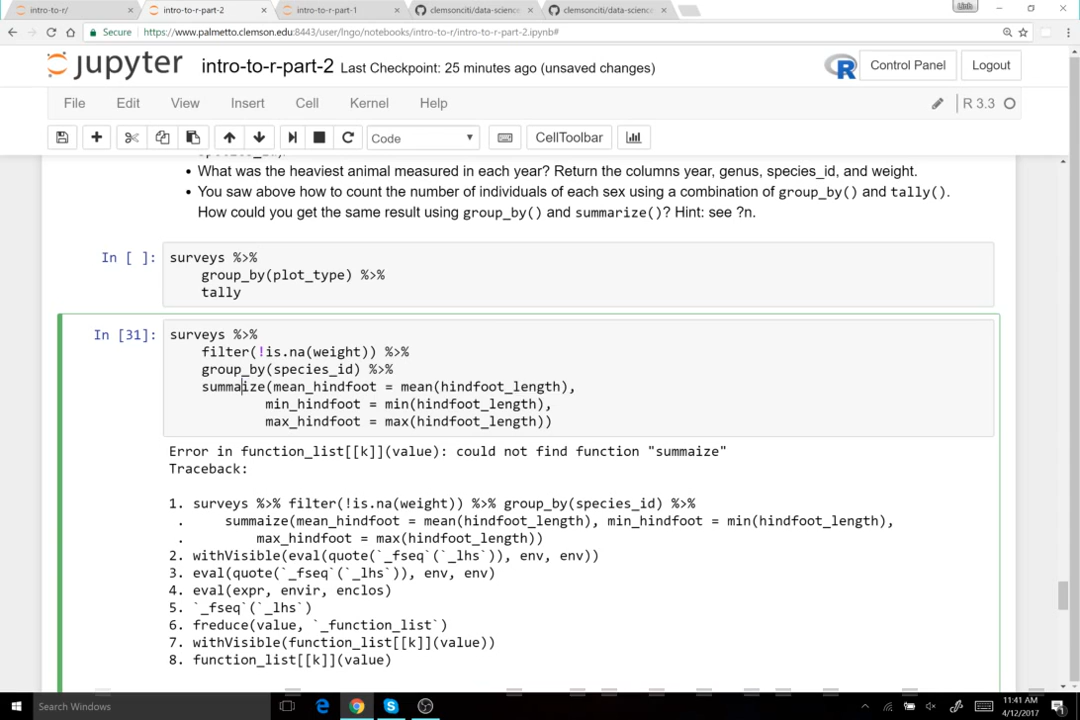 intro-to-r/
intro-to-r-part-2
intro-to-r-part-1
clemsonciti/data-science
clemsonciti/data-science
Secure https://www.palmetto.clemson.edu:8443/user/lngo/notebooks/intro-to-r/intro-to-r-part-2.ipynb#
jupyter intro-to-r-part-2 Last Checkpoint: 25 minutes ago (unsaved changes)
R Control Panel Logout
File Edit View Insert Cell Kernel Help
R 3.3
Code CellToolbar
• What was the heaviest animal measured in each year? Return the columns year, genus, species_id, and weight.
• You saw above how to count the number of individuals of each sex using a combination of group_by() and tally().
How could you get the same result using group_by() and summarize()? Hint: see ?n.
In [ ]: surveys %>%
group_by(plot_type) %>%
tally
In [31]: surveys %>%
filter(!is.na(weight)) %>%
group_by(species_id) %>%
summaize(mean_hindfoot = mean(hindfoot_length),
min_hindfoot = min(hindfoot_length),
max_hindfoot = max(hindfoot_length))
Error in function_list[[k]](value): could not find function "summaize"
Traceback:
1. surveys %>% filter(!is.na(weight)) %>% group_by(species_id) %>%
. summaize(mean_hindfoot = mean(hindfoot_length), min_hindfoot = min(hindfoot_length),
. max_hindfoot = max(hindfoot_length))
2. withVisible(eval(quote(`_fseq`(`_lhs`)), env, env))
3. eval(quote(`_fseq`(`_lhs`)), env, env)
4. eval(expr, envir, enclos)
5. `_fseq`(`_lhs`)
6. freduce(value, `_function_list`)
7. withVisible(function_list[[k]](value))
8. function_list[[k]](value)
Search Windows
11:41 AM
4/12/2017